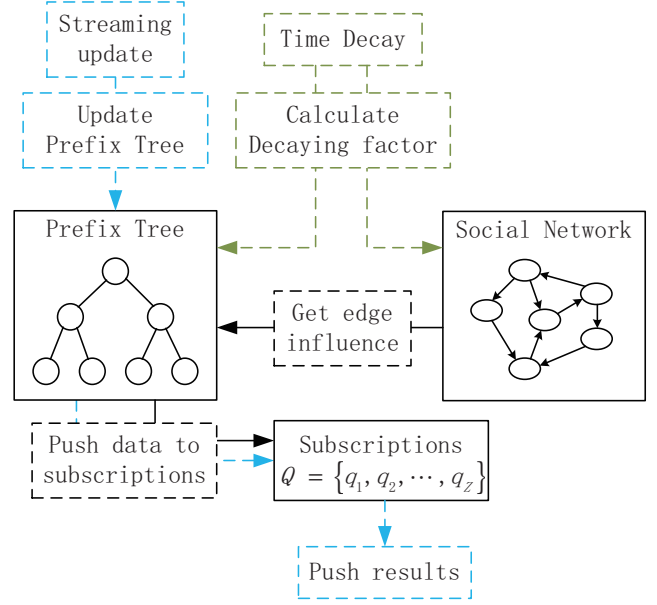 Streaming
update
Time Decay
Update
Prefix Tree
Calculate
Decaying factor
Prefix Tree
Social Network
Get edge
influence
Push data to
subscriptions
Subscriptions
Q = {q₁, q₂, ⋯, q_Z}
Push results